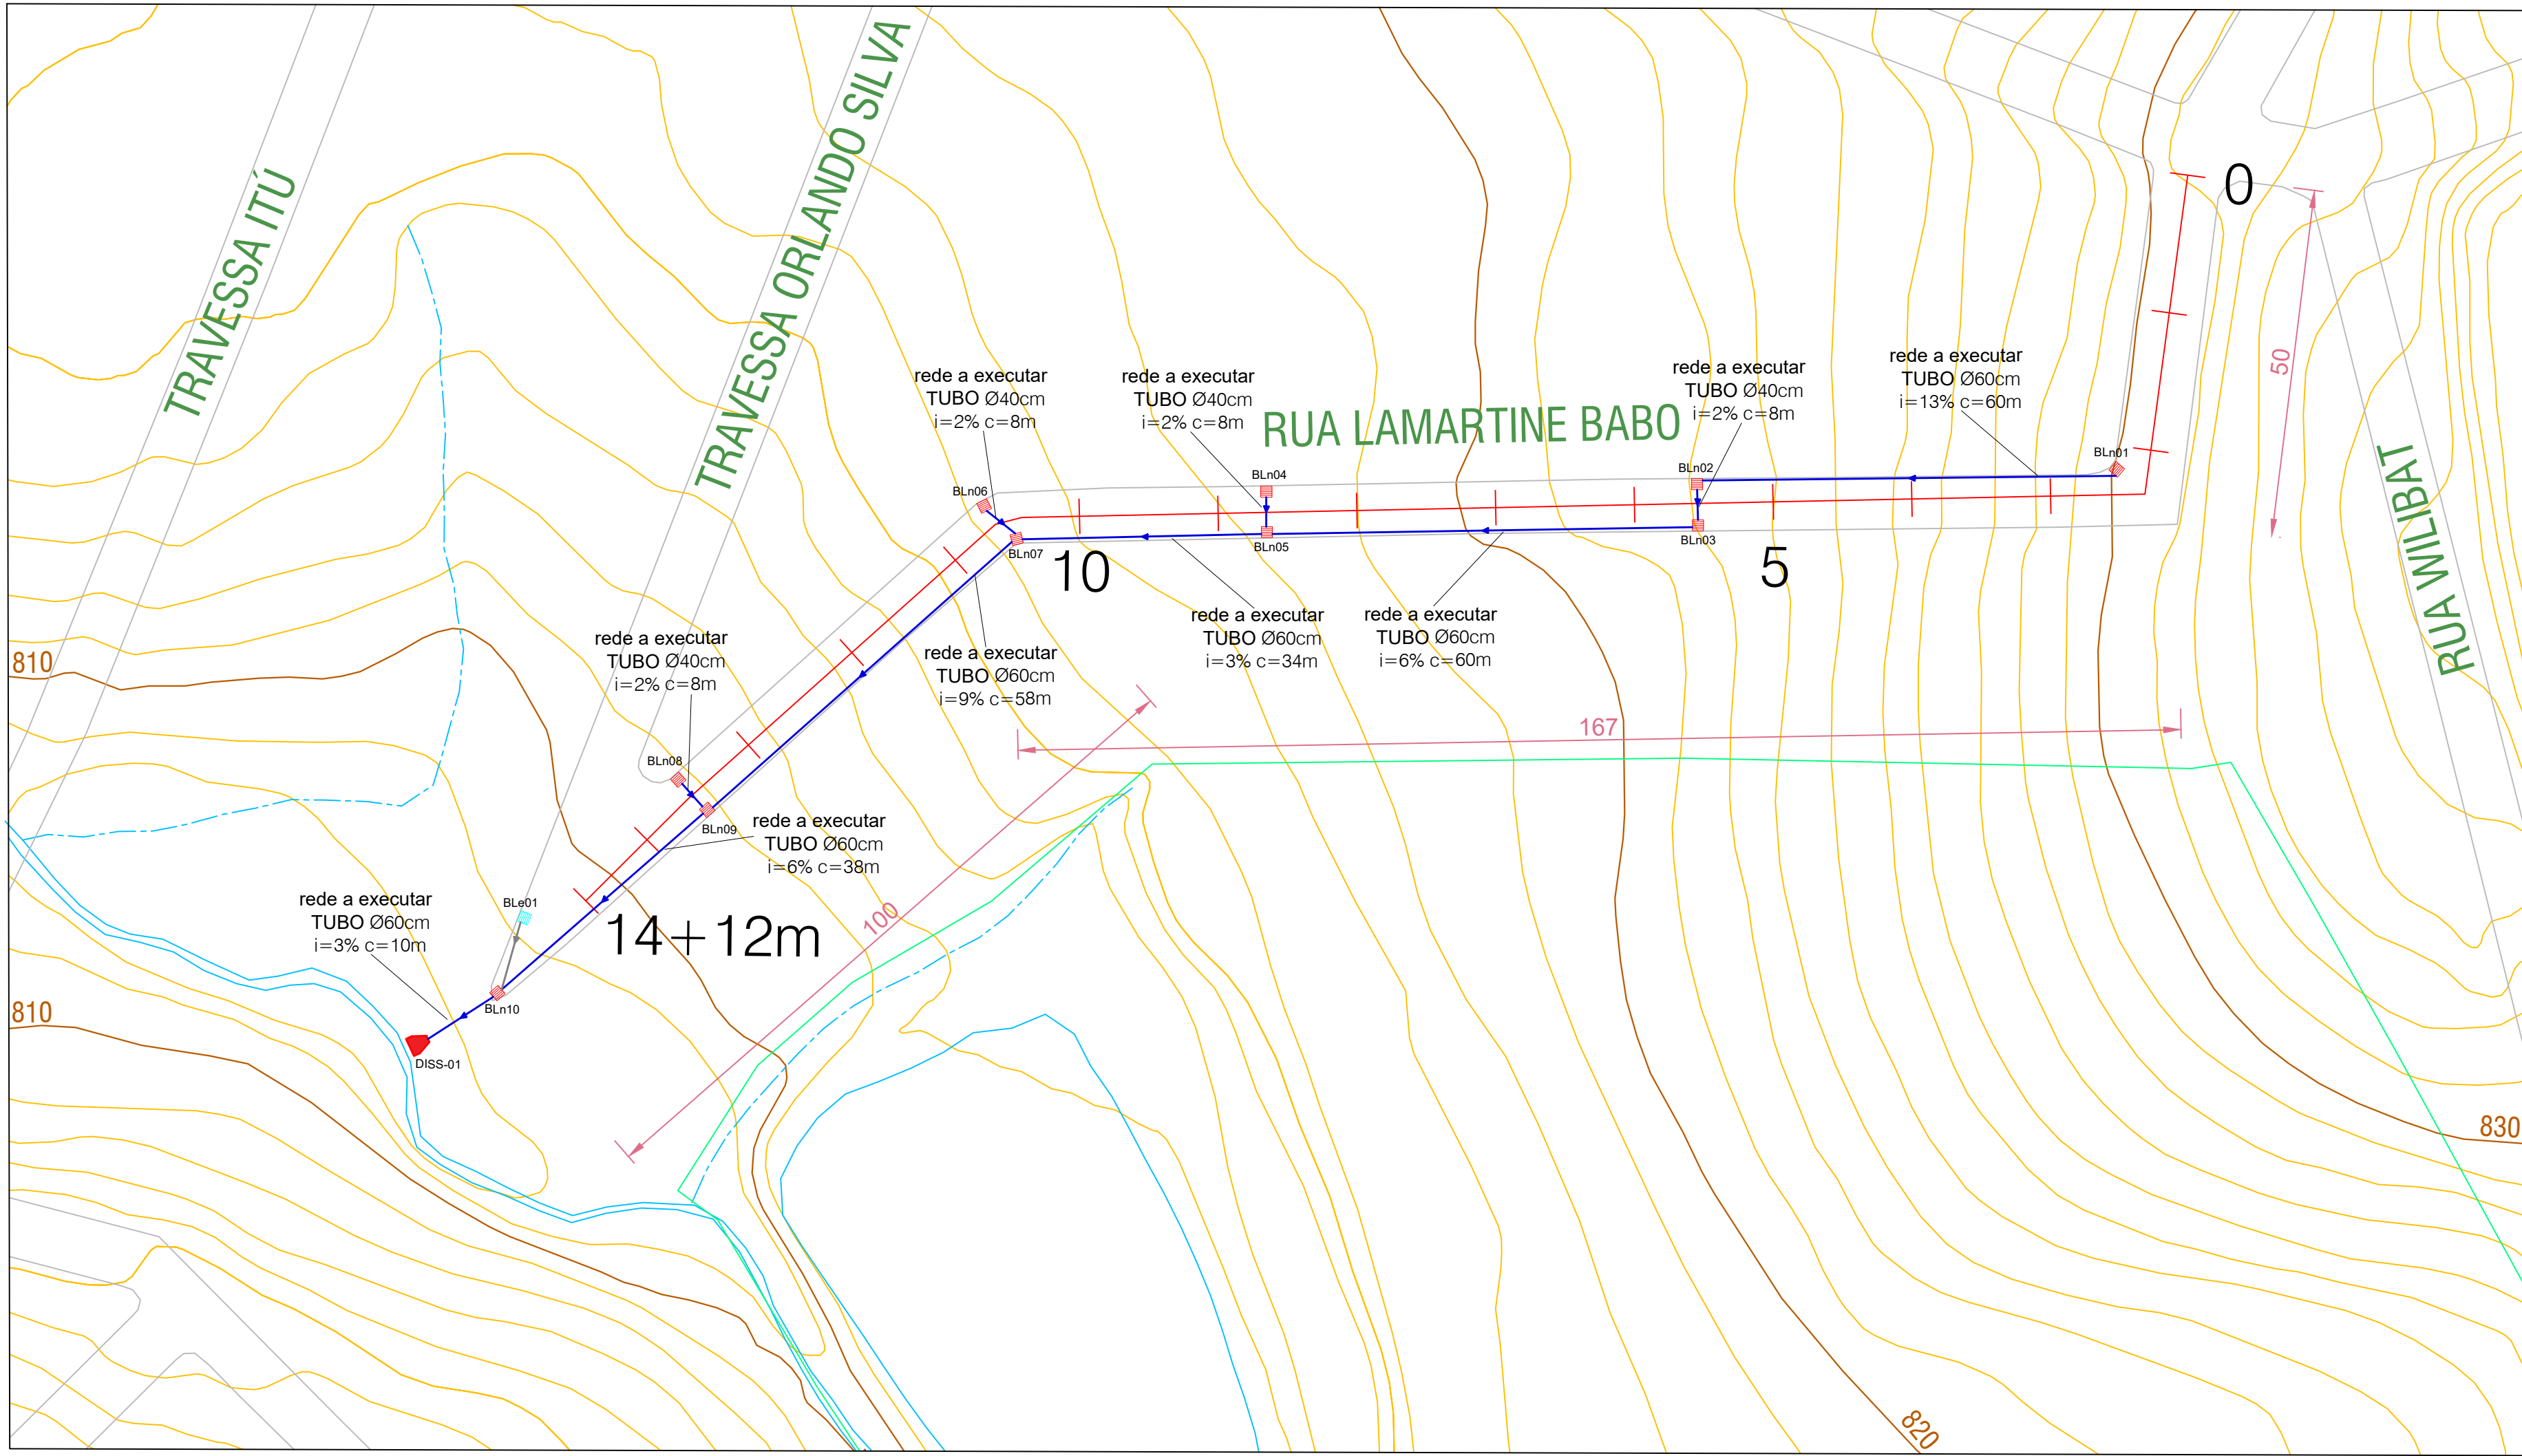 TRAVESSA ITÚ
TRAVESSA ORLANDO SILVA
0
50
rede a executar
TUBO Ø60cm
i=13% c=60m
rede a executar
TUBO Ø40cm
i=2% c=8m
rede a executar
TUBO Ø40cm
i=2% c=8m
rede a executar
TUBO Ø40cm
i=2% c=8m
RUA LAMARTINE BABO
BLn01
BLn02
BLn04
BLn06
RUA WILIBAT
BLn03
BLn05
BLn07
10
5
rede a executar
TUBO Ø60cm
i=3% c=34m
rede a executar
TUBO Ø60cm
i=6% c=60m
rede a executar
TUBO Ø40cm
i=2% c=8m
rede a executar
TUBO Ø60cm
i=9% c=58m
810
167
BLn08
BLn09
rede a executar
TUBO Ø60cm
i=6% c=38m
rede a executar
TUBO Ø60cm
i=3% c=10m
BLe01
14+12m
100
810
BLn10
DISS-01
830
820